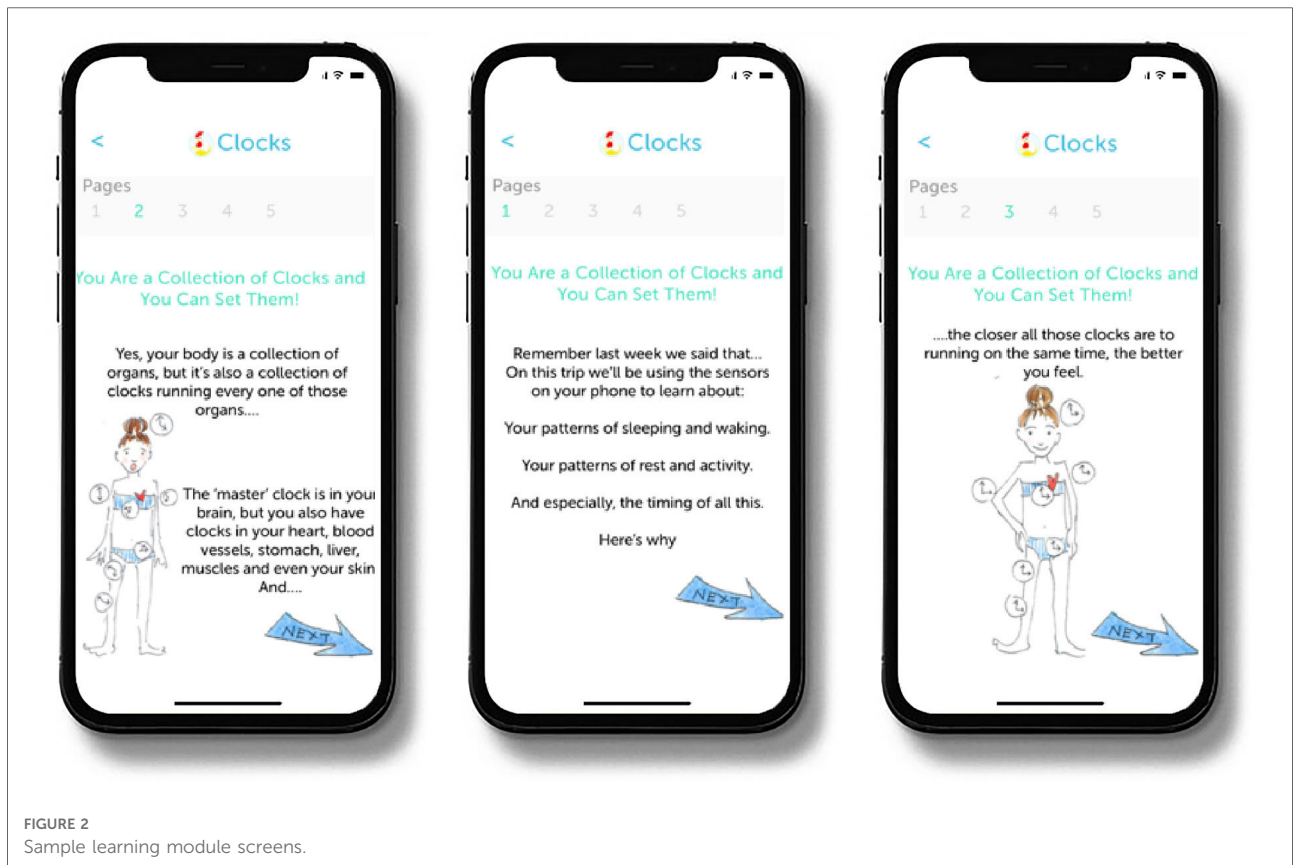 < Clocks
Pages
1 2 3 4 5
You Are a Collection of Clocks and
You Can Set Them!
Yes, your body is a collection of
organs, but it's also a collection of
clocks running every one of those
organs....
The 'master' clock is in your
brain, but you also have
clocks in your heart, blood
vessels, stomach, liver,
muscles and even your skin
And....
NEXT
< Clocks
Pages
1 2 3 4 5
You Are a Collection of Clocks and
You Can Set Them!
Remember last week we said that...
On this trip we'll be using the sensors
on your phone to learn about:
Your patterns of sleeping and waking.
Your patterns of rest and activity.
And especially, the timing of all this.
Here's why
NEXT
< Clocks
Pages
1 2 3 4 5
You Are a Collection of Clocks and
You Can Set Them!
....the closer all those clocks are to
running on the same time, the better
you feel.
NEXT
FIGURE 2
Sample learning module screens.